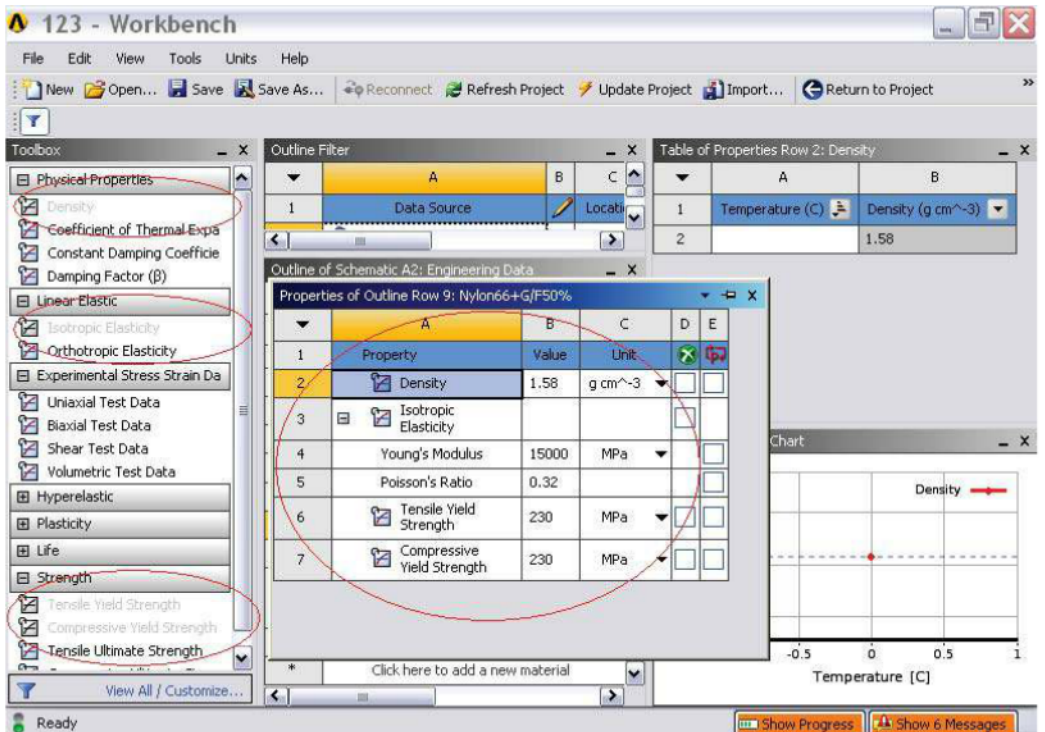 123 - Workbench
File Edit View Tools Units Help
New Open... Save Save As... Reconnect Refresh Project Update Project Import... Return to Project »
Toolbox
Physical Properties
Density
Coefficient of Thermal Expa
Constant Damping Coefficie
Damping Factor (β)
Linear Elastic
Isotropic Elasticity
Orthotropic Elasticity
Experimental Stress Strain Da
Uniaxial Test Data
Biaxial Test Data
Shear Test Data
Volumetric Test Data
Hyperelastic
Plasticity
Life
Strength
Tensile Yield Strength
Compressive Yield Strength
Tensile Ultimate Strength
View All / Customize...
Outline Filter
A B C
1 Data Source Locati
Outline of Schematic A2: Engineering Data
Properties of Outline Row 9: Nylon66+G/F50%
A B C D E
1 Property Value Unit
2 Density 1.58 g cm^-3
3 Isotropic
Elasticity
4 Young's Modulus 15000 MPa
5 Poisson's Ratio 0.32
6 Tensile Yield
Strength 230 MPa
7 Compressive
Yield Strength 230 MPa
* Click here to add a new material
Table of Properties Row 2: Density
A B
1 Temperature (C) Density (g cm^-3)
2 1.58
Chart
Density
-0.5 0 0.5 1
Temperature [C]
Ready
Show Progress Show 6 Messages